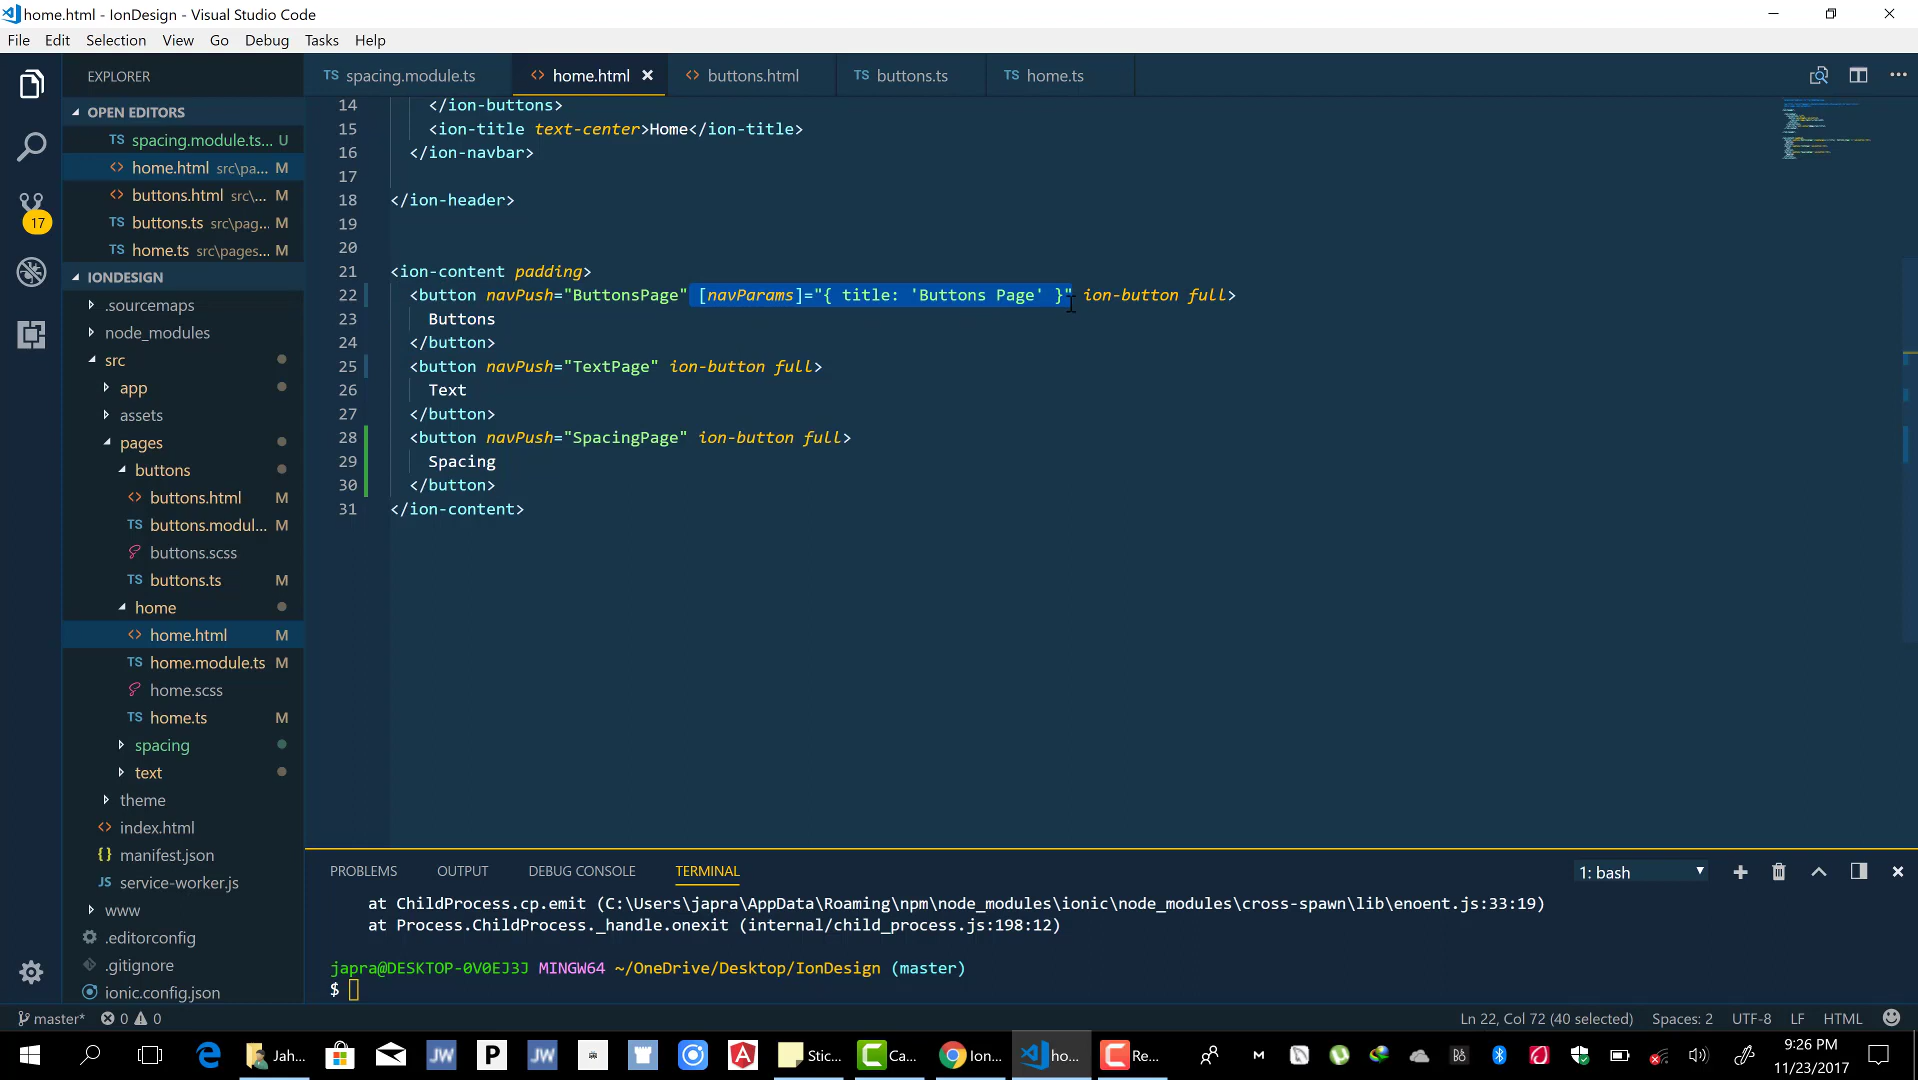 home.html - IonDesign - Visual Studio Code
File Edit Selection View Go Debug Tasks Help
EXPLORER
OPEN EDITORS
TS spacing.module.ts... U
<> home.html src\pa... M
<> buttons.html src\... M
TS buttons.ts src\pag... M
TS home.ts src\pages... M
IONDESIGN
.sourcemaps
node_modules
src
app
assets
pages
buttons
<> buttons.html M
TS buttons.modul... M
buttons.scss
TS buttons.ts M
home
<> home.html M
TS home.module.ts M
home.scss
TS home.ts M
spacing
text
theme
<> index.html
{} manifest.json
JS service-worker.js
www
.editorconfig
.gitignore
ionic.config.json
17
TS spacing.module.ts <> home.html <> buttons.html TS buttons.ts TS home.ts
14 </ion-buttons>
15 <ion-title text-center>Home</ion-title>
16 </ion-navbar>
17
18 </ion-header>
19
20
21 <ion-content padding>
22 <button navPush="ButtonsPage" [navParams]="{ title: 'Buttons Page' }" ion-button full>
23 Buttons
24 </button>
25 <button navPush="TextPage" ion-button full>
26 Text
27 </button>
28 <button navPush="SpacingPage" ion-button full>
29 Spacing
30 </button>
31 </ion-content>
PROBLEMS OUTPUT DEBUG CONSOLE TERMINAL 1: bash
at ChildProcess.cp.emit (C:\Users\japra\AppData\Roaming\npm\node_modules\ionic\node_modules\cross-spawn\lib\enoent.js:33:19)
at Process.ChildProcess._handle.onexit (internal/child_process.js:198:12)
japra@DESKTOP-0V0EJ3J MINGW64 ~/OneDrive/Desktop/IonDesign (master)
$
master* 0 0 Ln 22, Col 72 (40 selected) Spaces: 2 UTF-8 LF HTML
Jah... JW P JW Stic... Ca... Ion... ho... Re... 9:26 PM
11/23/2017